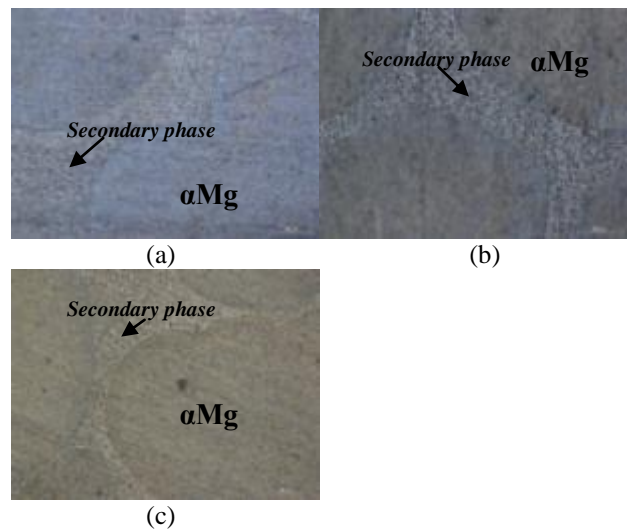 Secondary phase
αMg
(a)
Secondary phase
αMg
(b)
Secondary phase
αMg
(c)